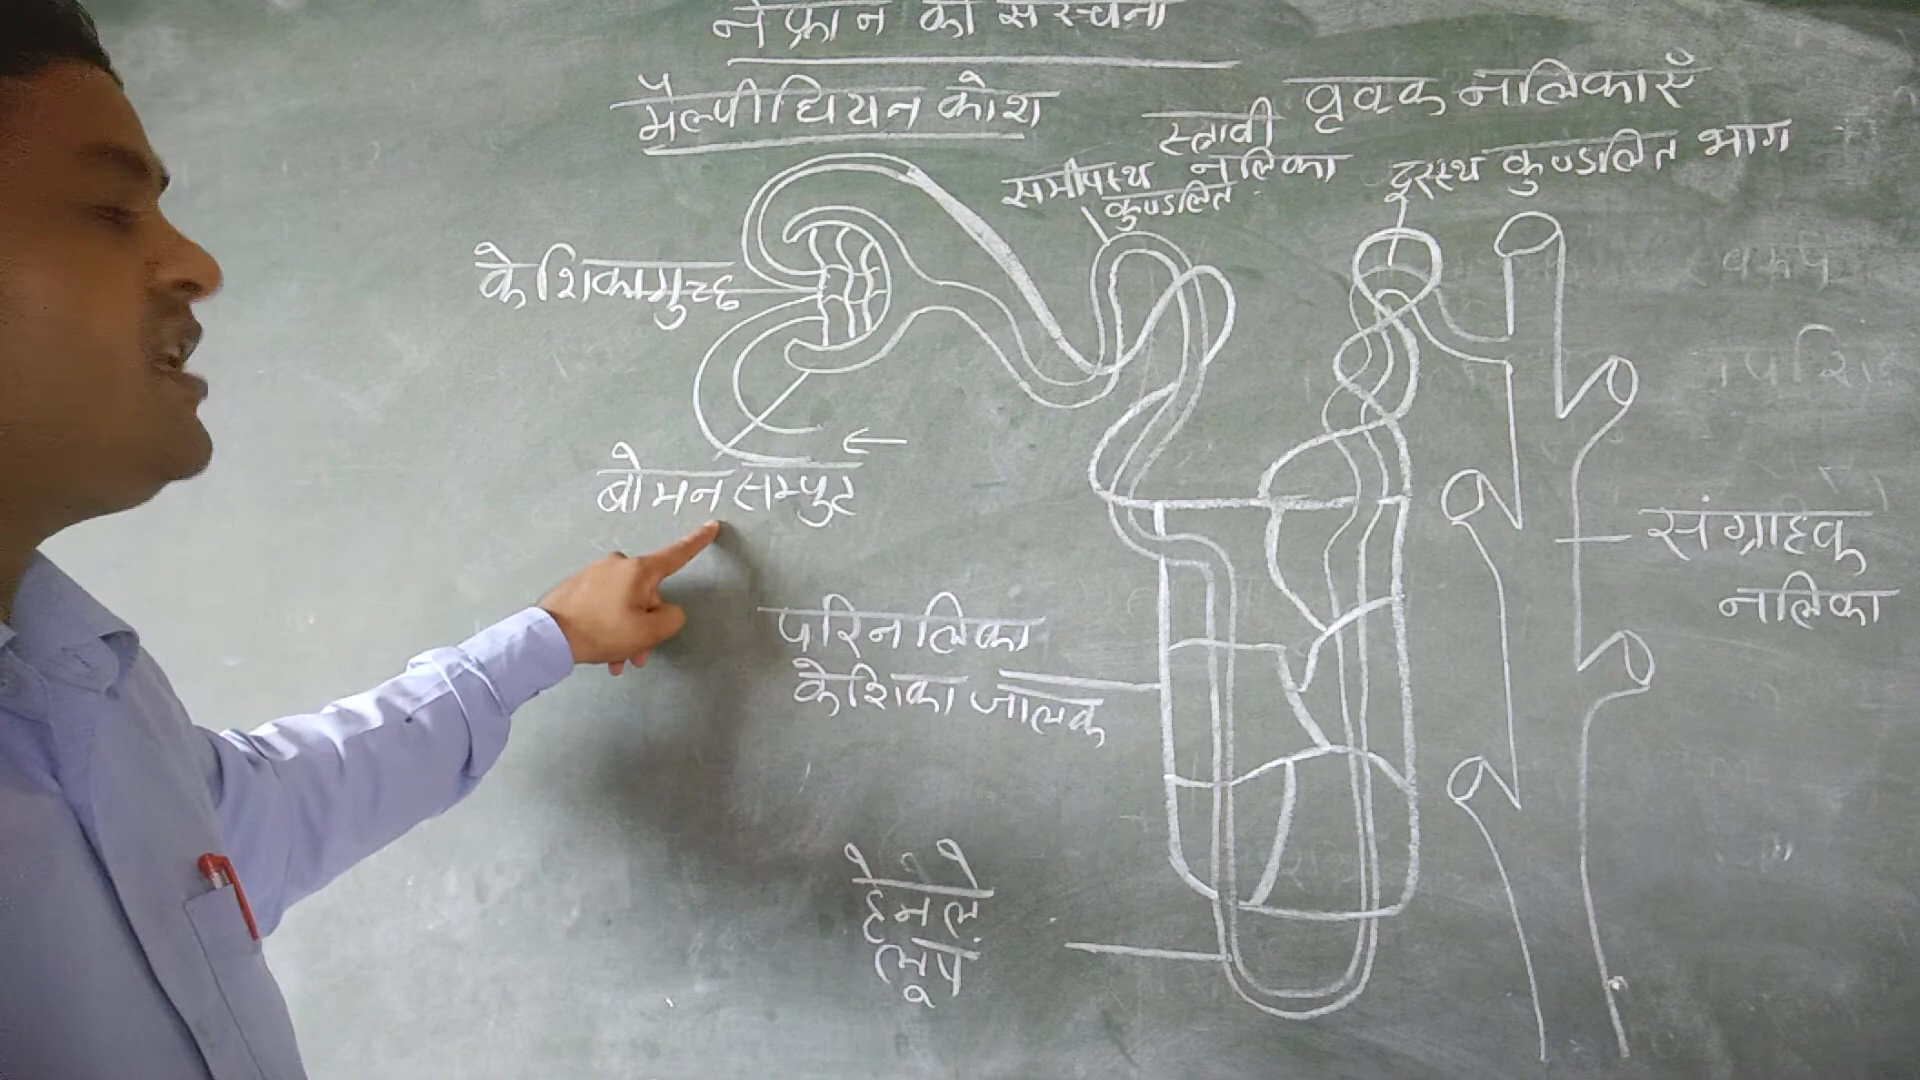 नेफ्रॉन की संरचना
मैल्पीघियन कोश
वृक्क नलिकाएँ
स्त्रावी
नलिका
समीपस्थ
कुण्डलित
दूरस्थ कुण्डलित भाग
केशिकागुच्छ
बोमन सम्पुट
संग्राहक
नलिका
परिनलिका
केशिका जालक
हेनले
लूप